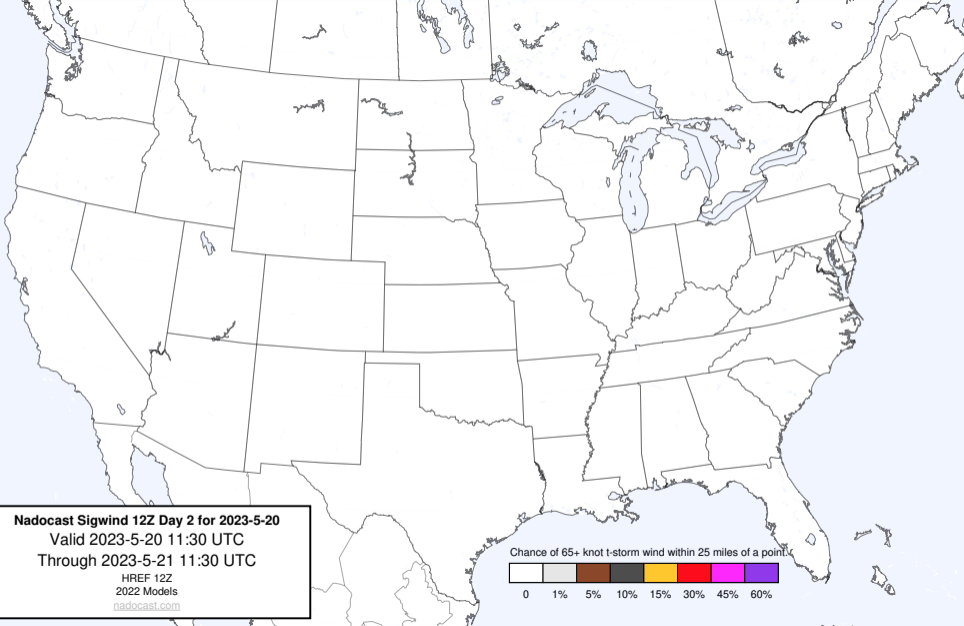 Nadocast Sigwind 12Z Day 2 for 2023-5-20
Valid 2023-5-20 11:30 UTC
Through 2023-5-21 11:30 UTC
HREF 12Z
2022 Models
nadocast.com
Chance of 65+ knot t-storm wind within 25 miles of a point.
0 1% 5% 10% 15% 30% 45% 60%